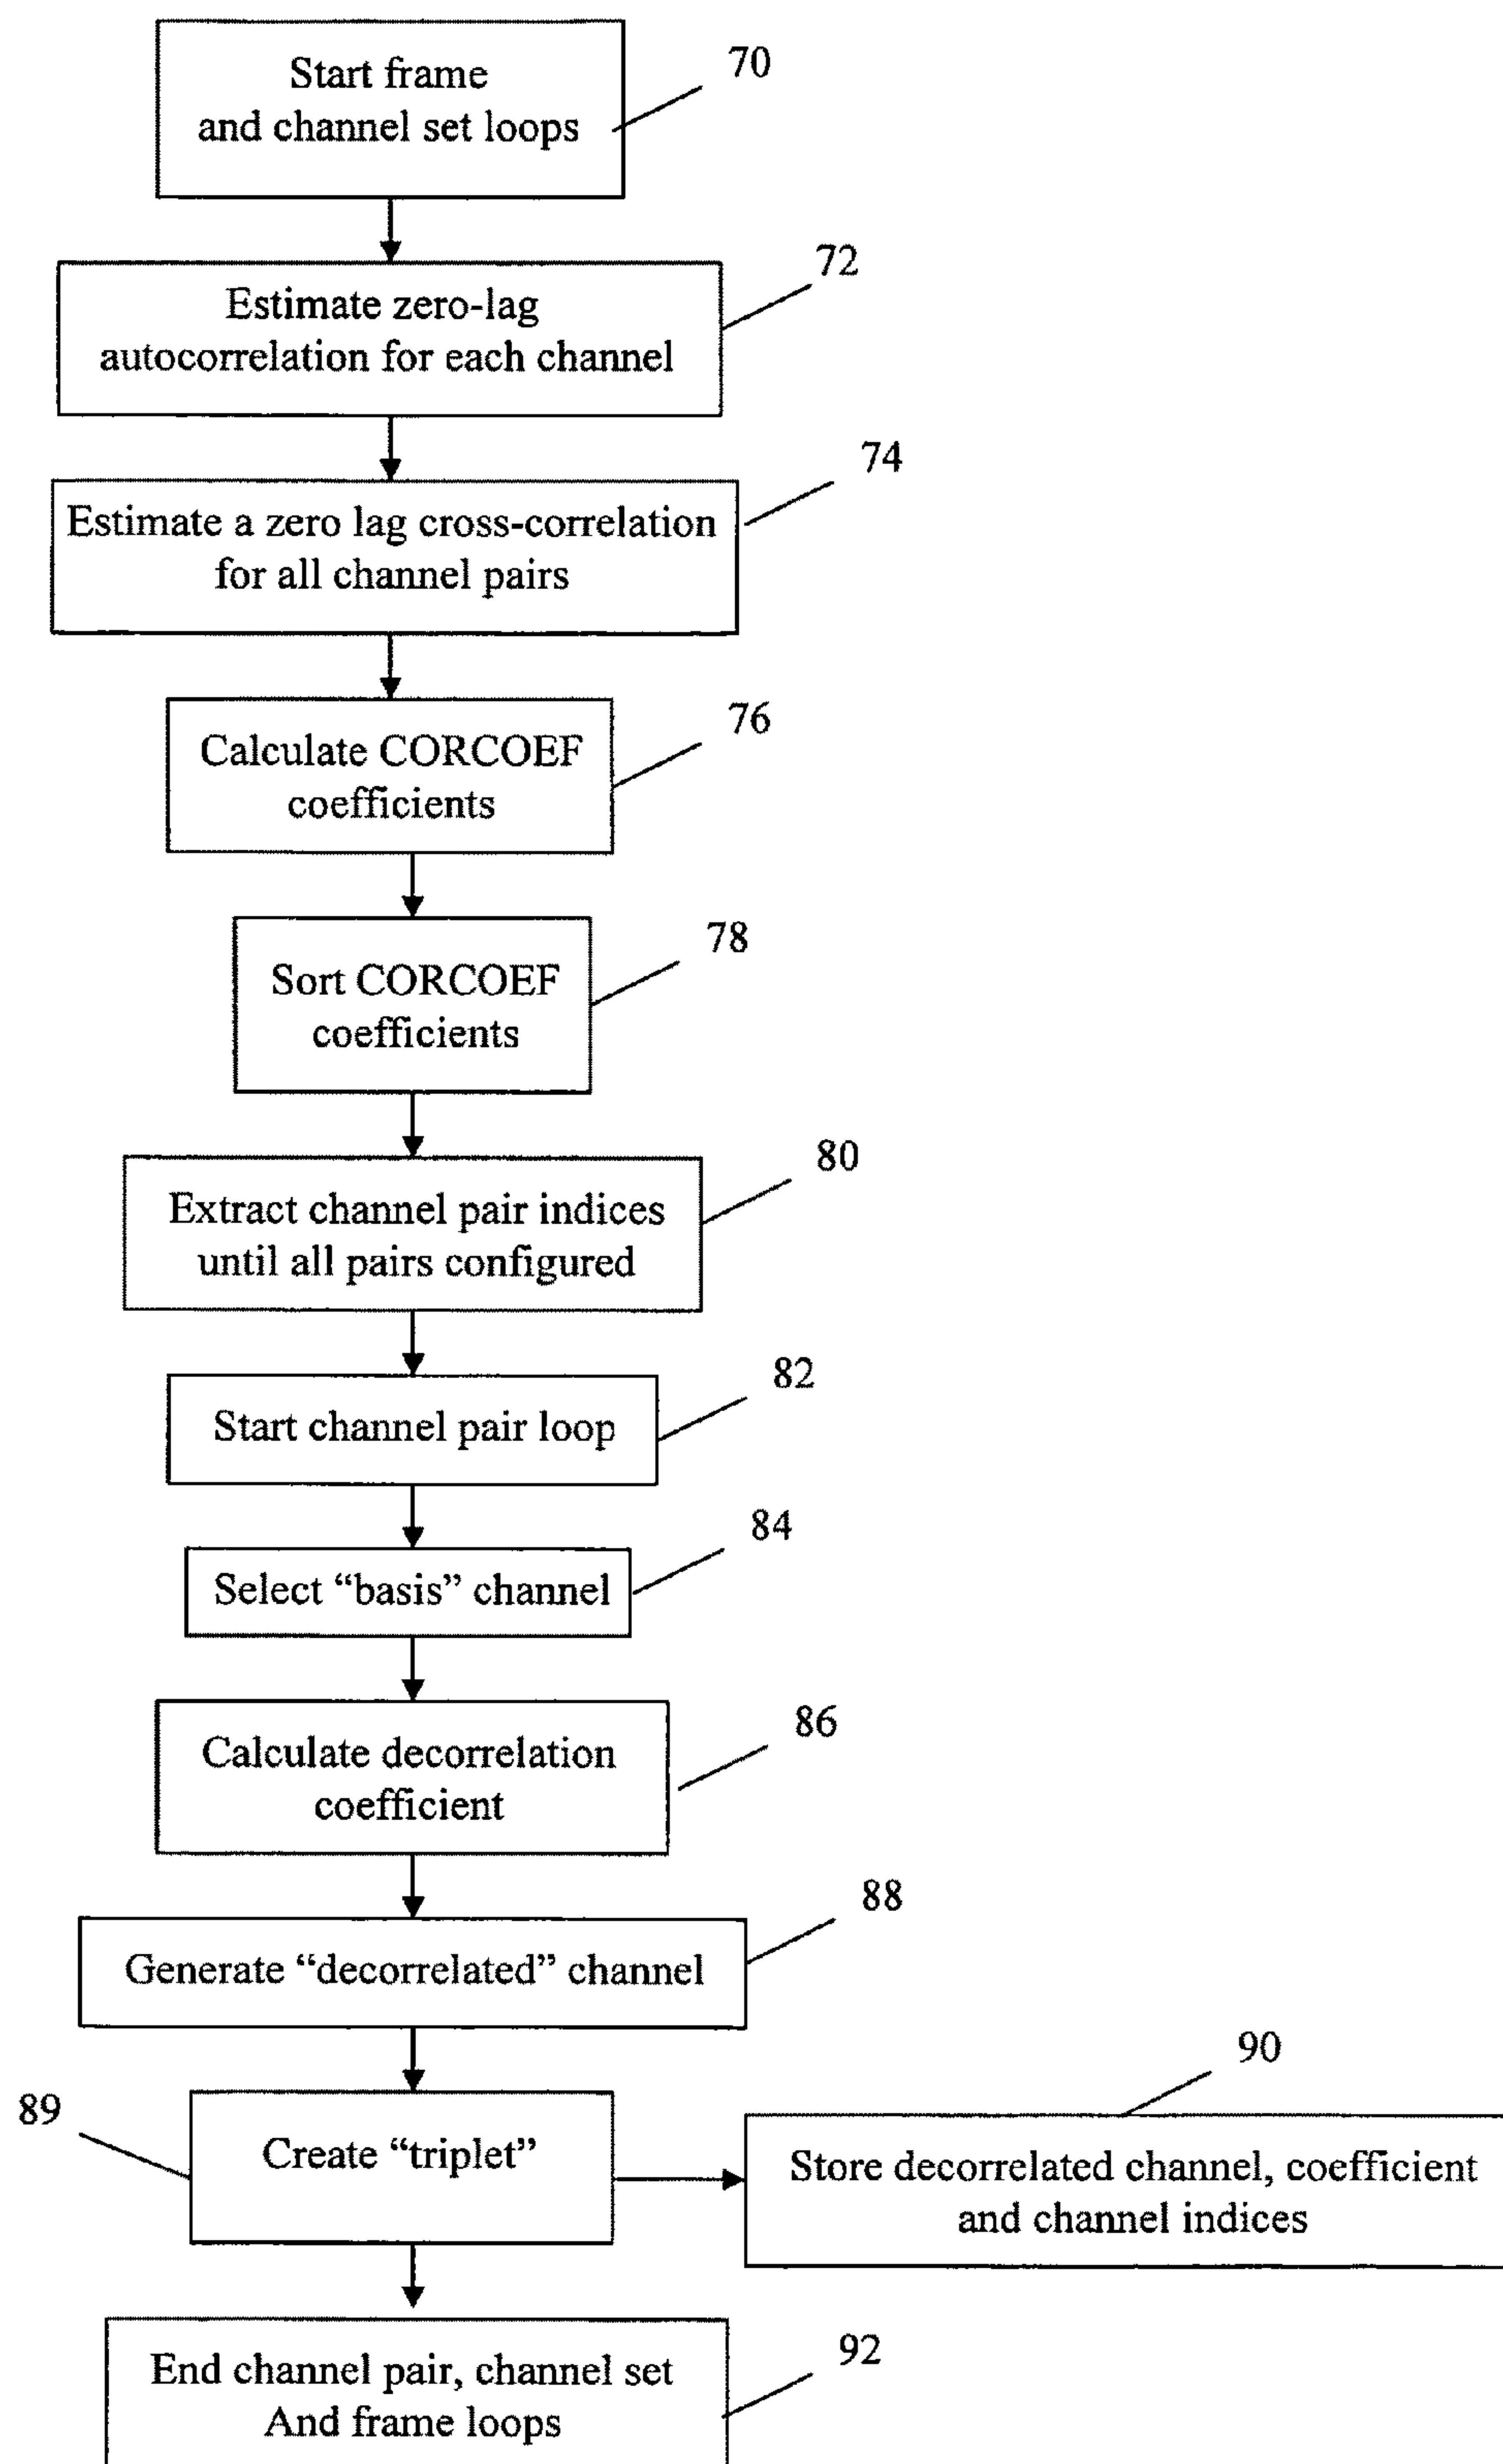 Start frame
and channel set loops
70
Estimate zero-lag
autocorrelation for each channel
72
Estimate a zero lag cross-correlation
for all channel pairs
74
Calculate CORCOEF
coefficients
76
Sort CORCOEF
coefficients
78
Extract channel pair indices
until all pairs configured
80
Start channel pair loop
82
Select “basis” channel
84
Calculate decorrelation
coefficient
86
Generate “decorrelated” channel
88
Create “triplet”
89
Store decorrelated channel, coefficient
and channel indices
90
End channel pair, channel set
And frame loops
92